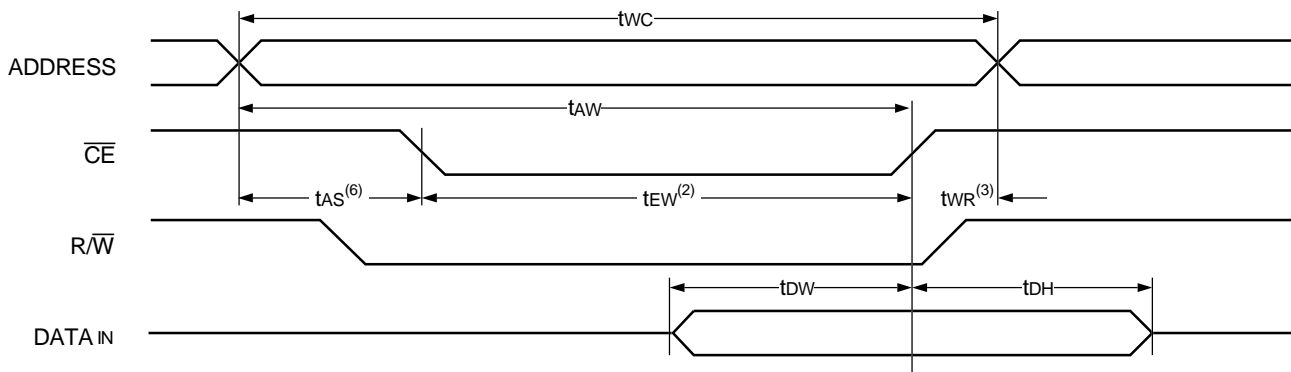 tWC
ADDRESS
tAW
CE
tAS(6) tEW(2) tWR(3)
R/W
tDW tDH
DATA IN